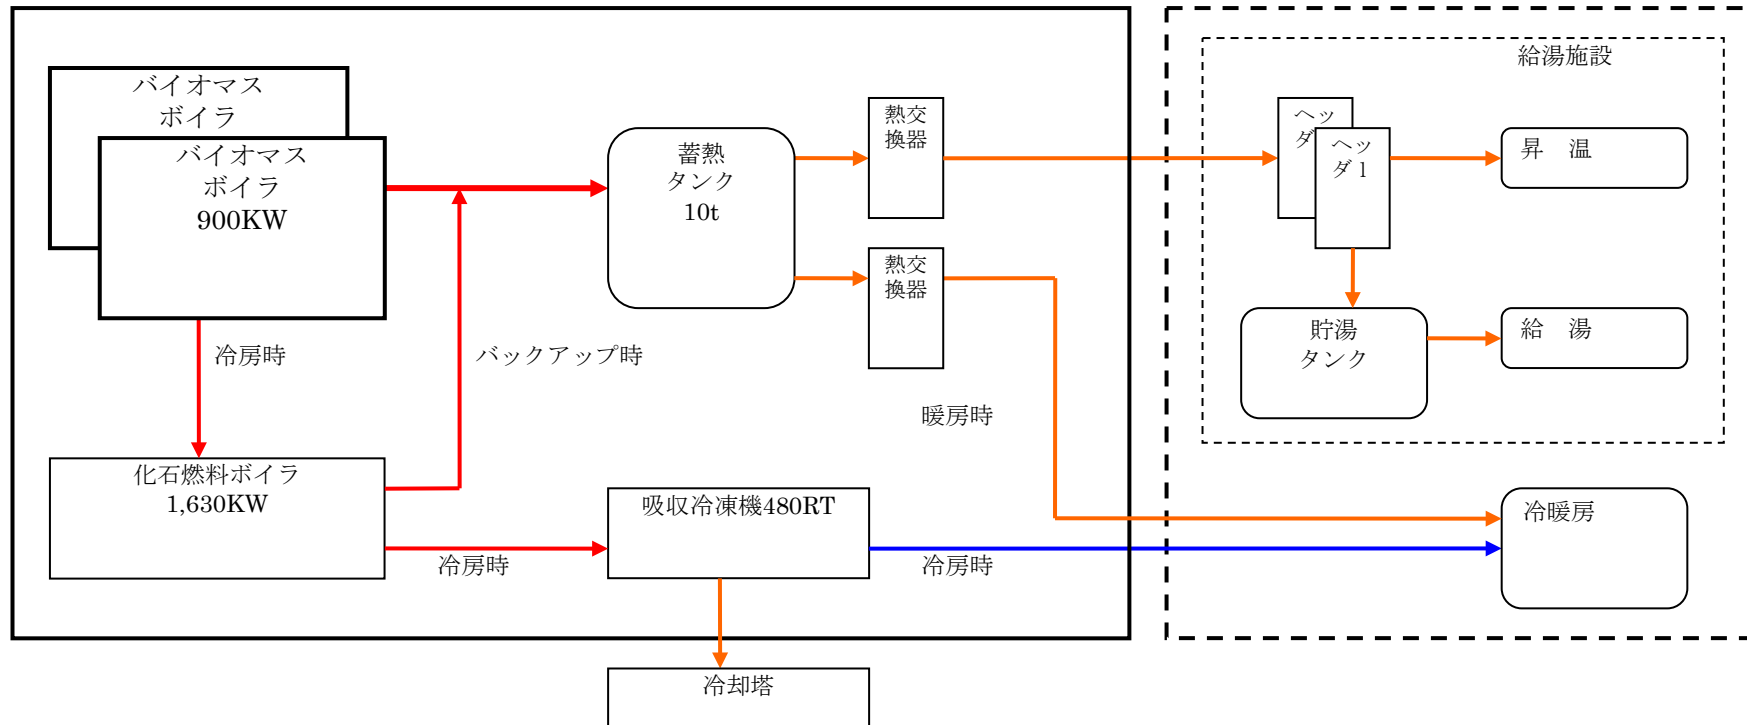 給湯施設
バイオマス
ボイラ
バイオマス
ボイラ
900KW
蓄熱
タンク
10t
熱交
換器
ヘッ
ダ
ヘッ
ダ1
昇　温
熱交
換器
貯湯
タンク
給　湯
冷房時
バックアップ時
暖房時
化石燃料ボイラ
1,630KW
吸収冷凍機480RT
冷暖房
冷房時
冷房時
冷却塔